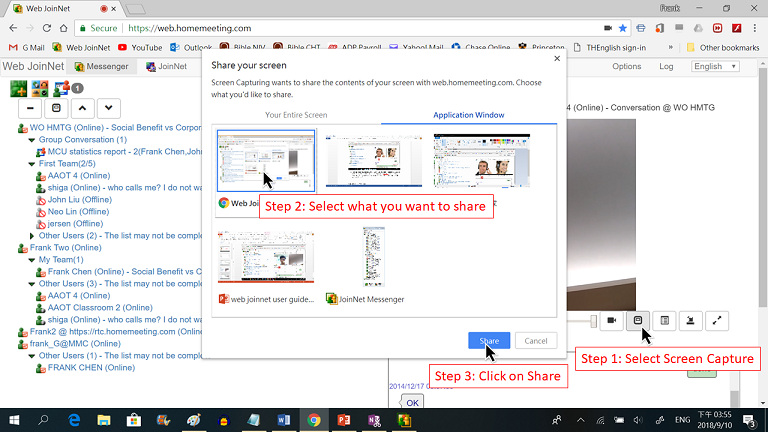 Web JoinNet
Frank
Secure
https://web.homemeeting.com
G Mail
Web JoinNet
YouTube
Outlook
Bible NIV
Bible CHT
ADP Payroll
Yahoo! Mail
Chase Online
Princeton
THEnglish sign-in
»
Other bookmarks
Web JoinNet
Messenger
JoinNet
Options
Log
English
1
WO HMTG (Online) - Social Benefit vs Corpor
Group Conversation (1)
MCU statistics report - 2(Frank Chen,John
First Team(2/5)
AAOT 4 (Online)
shiga (Online) - who calls me? I do not wa
John Liu (Offline)
Neo Lin (Offline)
jersen (Offline)
Other Users (2) - The list may not be comple
Frank Two (Online)
My Team(1)
Frank Chen (Online) - Social Benefit vs C
Other Users (3) - The list may not be comple
AAOT 4 (Online)
AAOT Classroom 2 (Online)
shiga (Online) - who calls me? I do not wa
Frank2 @ https://rtc.homemeeting.com (Online
frank_G@MMC (Online)
Other Users (1) - The list may not be comple
FRANK CHEN (Online)
Share your screen
Screen Capturing wants to share the contents of your screen with web.homemeeting.com. Choose
what you'd like to share.
Your Entire Screen
Application Window
Web Joi
Step 2: Select what you want to share
web joinnet user guide...
JoinNet Messenger
Share
Cancel
Step 3: Click on Share
4 (Online) - Conversation @ WO HMTG
Step 1: Select Screen Capture
OK
ENG
下午 03:55
2018/9/10
3